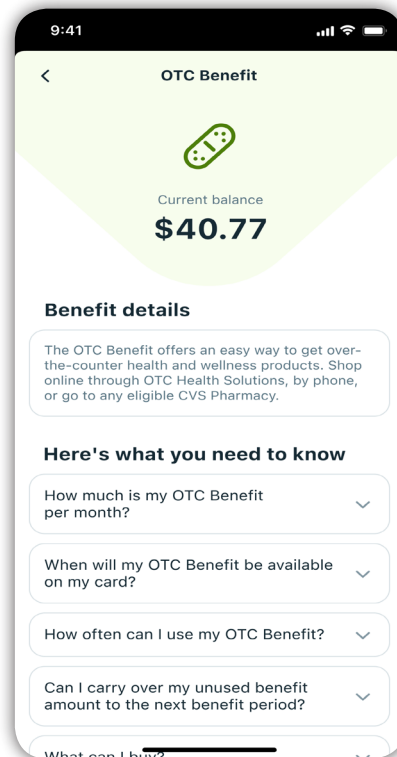 9:41
OTC Benefit
Current balance
$40.77
Benefit details
The OTC Benefit offers an easy way to get over-
the-counter health and wellness products. Shop
online through OTC Health Solutions, by phone,
or go to any eligible CVS Pharmacy.
Here's what you need to know
How much is my OTC Benefit
per month?
When will my OTC Benefit be available
on my card?
How often can I use my OTC Benefit?
Can I carry over my unused benefit
amount to the next benefit period?
What can I buy?